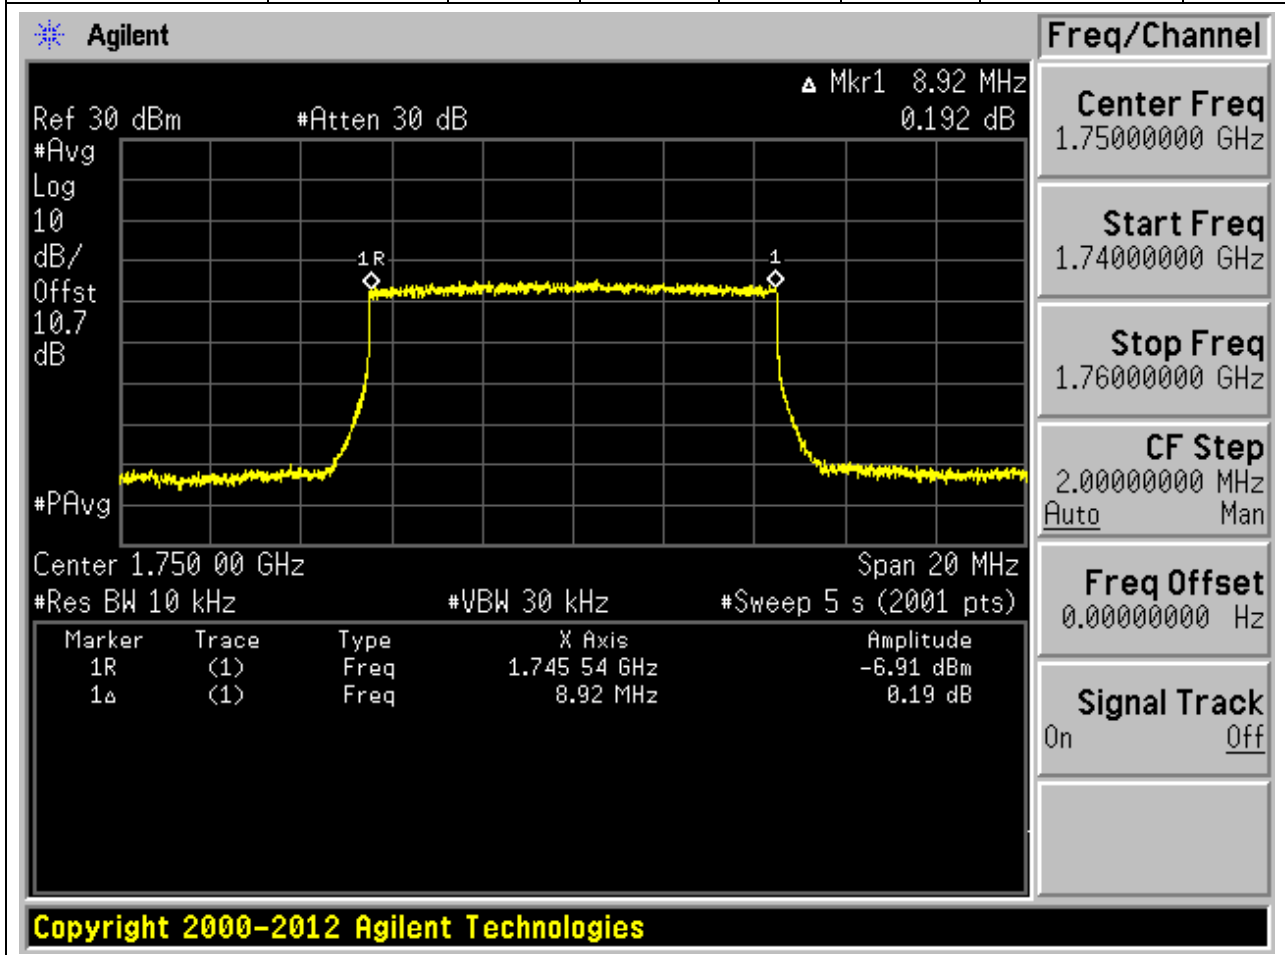 Agilent
Freq/Channel
Δ Mkr1 8.92 MHz
Ref 30 dBm #Atten 30 dB 0.192 dB
#Avg
Log
10
dB/
Offst
10.7
dB
1R
1
#PAvg
Center 1.750 00 GHz Span 20 MHz
#Res BW 10 kHz #VBW 30 kHz #Sweep 5 s (2001 pts)
Marker Trace Type X Axis Amplitude
1R (1) Freq 1.745 54 GHz -6.91 dBm
1Δ (1) Freq 8.92 MHz 0.19 dB
Center Freq
1.75000000 GHz
Start Freq
1.74000000 GHz
Stop Freq
1.76000000 GHz
CF Step
2.00000000 MHz
Auto Man
Freq Offset
0.00000000 Hz
Signal Track
On Off
Copyright 2000-2012 Agilent Technologies